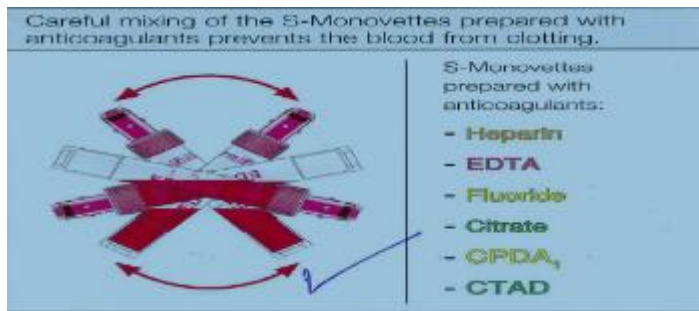 Careful mixing of the S-Monovettes prepared with
anticoagulants prevents the blood from clotting.
S-Monovettes
prepared with
anticoagulants:
- Heparin
- EDTA
- Fluoride
- Citrate
- CPDA1
- CTAD